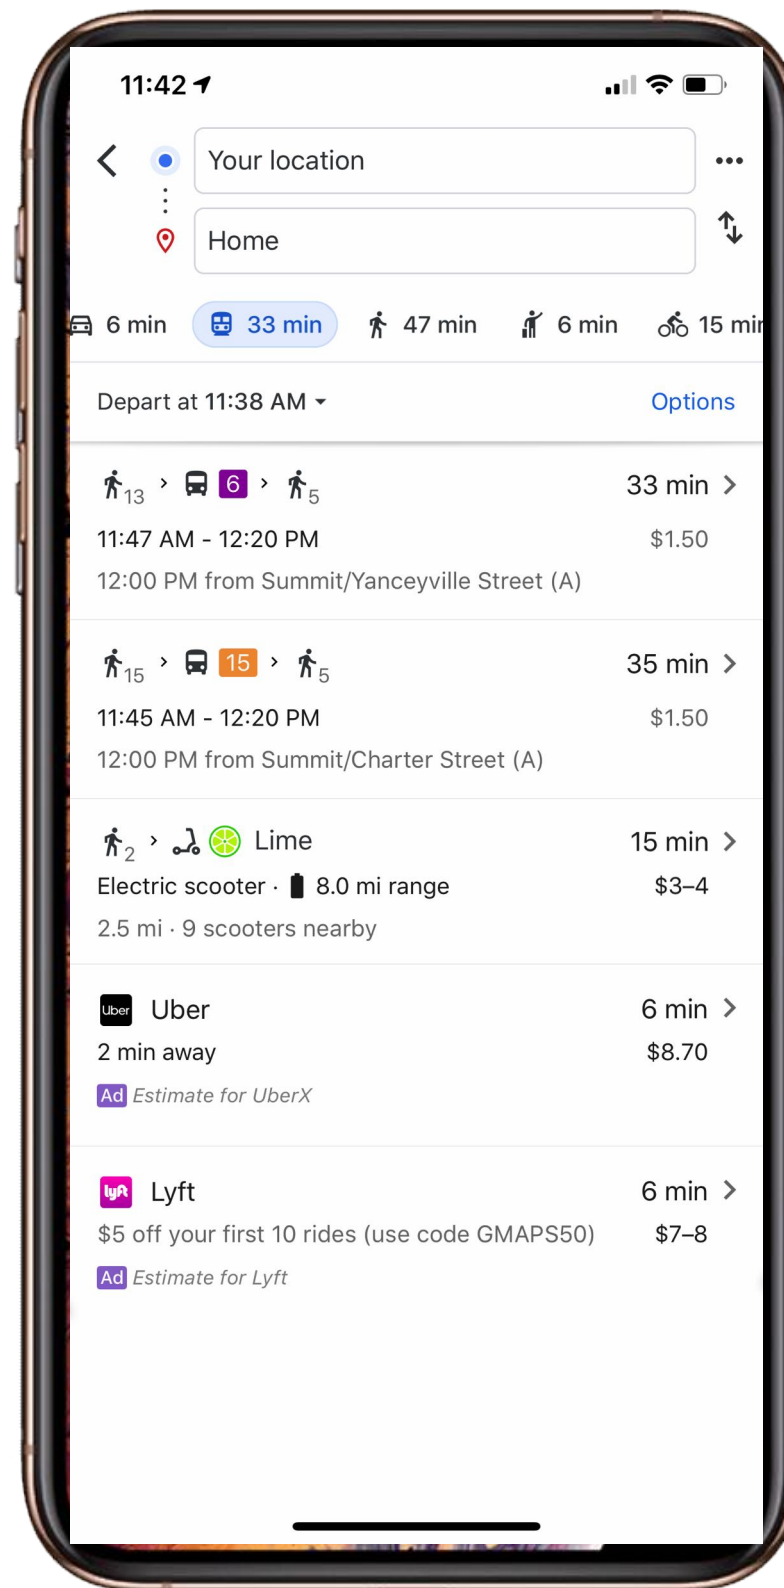 11:42
Your location
Home
6 min 33 min 47 min 6 min 15 min
Depart at 11:38 AM Options
13 6 5 33 min
11:47 AM - 12:20 PM $1.50
12:00 PM from Summit/Yanceyville Street (A)
15 15 5 35 min
11:45 AM - 12:20 PM $1.50
12:00 PM from Summit/Charter Street (A)
2 Lime 15 min
Electric scooter · 8.0 mi range $3–4
2.5 mi · 9 scooters nearby
Uber Uber 6 min
2 min away $8.70
Ad Estimate for UberX
lyft Lyft 6 min
$5 off your first 10 rides (use code GMAPS50) $7–8
Ad Estimate for Lyft